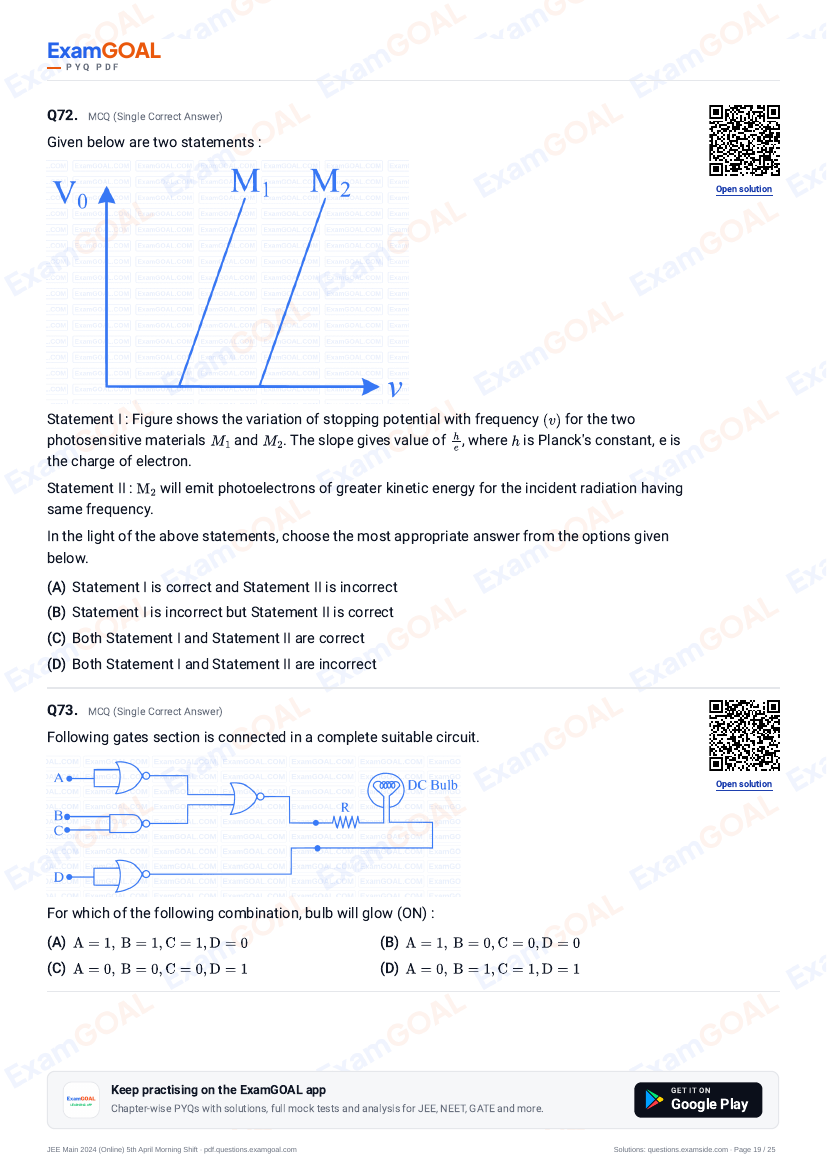 ExamGOAL
PYQ PDF
Q72. MCQ (Single Correct Answer)
Open solution
Given below are two statements :
V₀ M₁ M₂
ν
Statement I : Figure shows the variation of stopping potential with frequency (ν) for the two
photosensitive materials M₁ and M₂. The slope gives value of h/e, where h is Planck's constant, e is
the charge of electron.
Statement II : M₂ will emit photoelectrons of greater kinetic energy for the incident radiation having
same frequency.
In the light of the above statements, choose the most appropriate answer from the options given
below.
(A) Statement I is correct and Statement II is incorrect
(B) Statement I is incorrect but Statement II is correct
(C) Both Statement I and Statement II are correct
(D) Both Statement I and Statement II are incorrect
Q73. MCQ (Single Correct Answer)
Open solution
Following gates section is connected in a complete suitable circuit.
A
B
C
D
R
DC Bulb
For which of the following combination, bulb will glow (ON) :
(A) A = 1, B = 1, C = 1, D = 0 (B) A = 1, B = 0, C = 0, D = 0
(C) A = 0, B = 0, C = 0, D = 1 (D) A = 0, B = 1, C = 1, D = 1
Keep practising on the ExamGOAL app
Chapter-wise PYQs with solutions, full mock tests and analysis for JEE, NEET, GATE and more.
GET IT ON
Google Play
JEE Main 2024 (Online) 5th April Morning Shift · pdf.questions.examgoal.com Solutions: questions.examside.com · Page 19 / 25